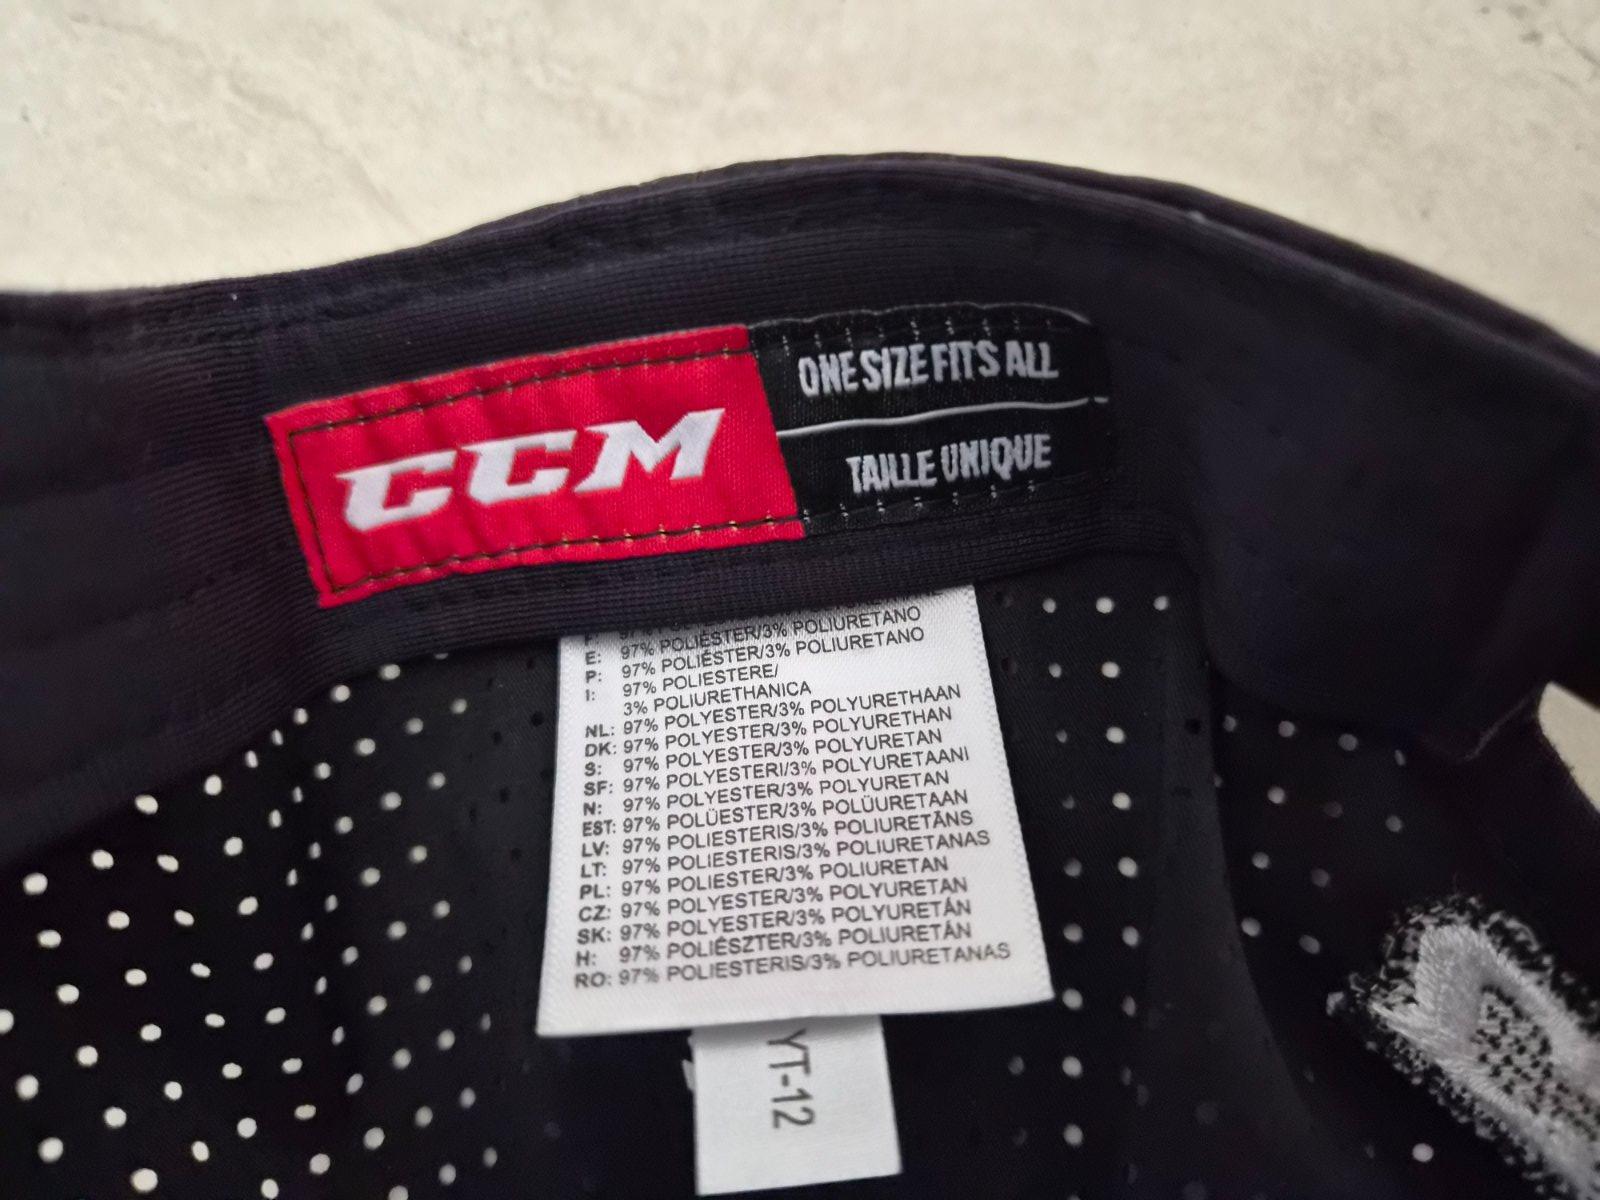 CCM
ONE SIZE FITS ALL
TAILLE UNIQUE
E: 97% POLIÉSTER/3% POLIURETANO
P: 97% POLIÉSTER/3% POLIURETANO
I: 97% POLIESTERE/
3% POLIURETHANICA
NL: 97% POLYESTER/3% POLYURETHAAN
DK: 97% POLYESTER/3% POLYURETHAN
S: 97% POLYESTER/3% POLYURETAN
SF: 97% POLYESTERI/3% POLYURETAANI
N: 97% POLYESTER/3% POLYURETAN
EST: 97% POLÜESTER/3% POLÜURETAAN
LV: 97% POLIESTERIS/3% POLIURETĀNS
LT: 97% POLIESTERIS/3% POLIURETANAS
PL: 97% POLIESTER/3% POLIURETAN
CZ: 97% POLYESTER/3% POLYURETAN
SK: 97% POLYESTER/3% POLYURETÁN
H: 97% POLIÉSZTER/3% POLIURETÁN
RO: 97% POLIESTERIS/3% POLIURETANAS
YT-12